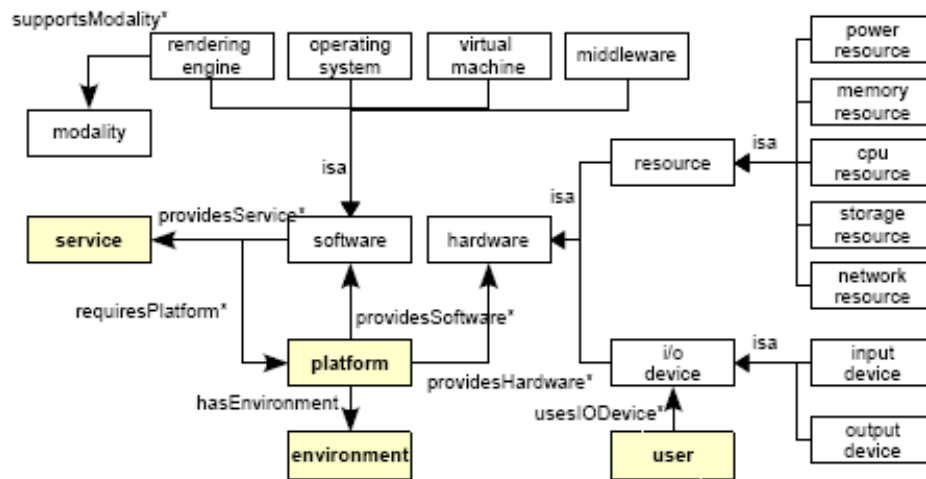 supportsModality*
rendering
engine
operating
system
virtual
machine
middleware
power
resource
modality
memory
resource
isa
resource
isa
cpu
resource
isa
providesService*
service
software
hardware
storage
resource
network
resource
requiresPlatform*
providesSoftware*
platform
providesHardware*
i/o
device
isa
input
device
hasEnvironment
usesIODevice*
environment
user
output
device